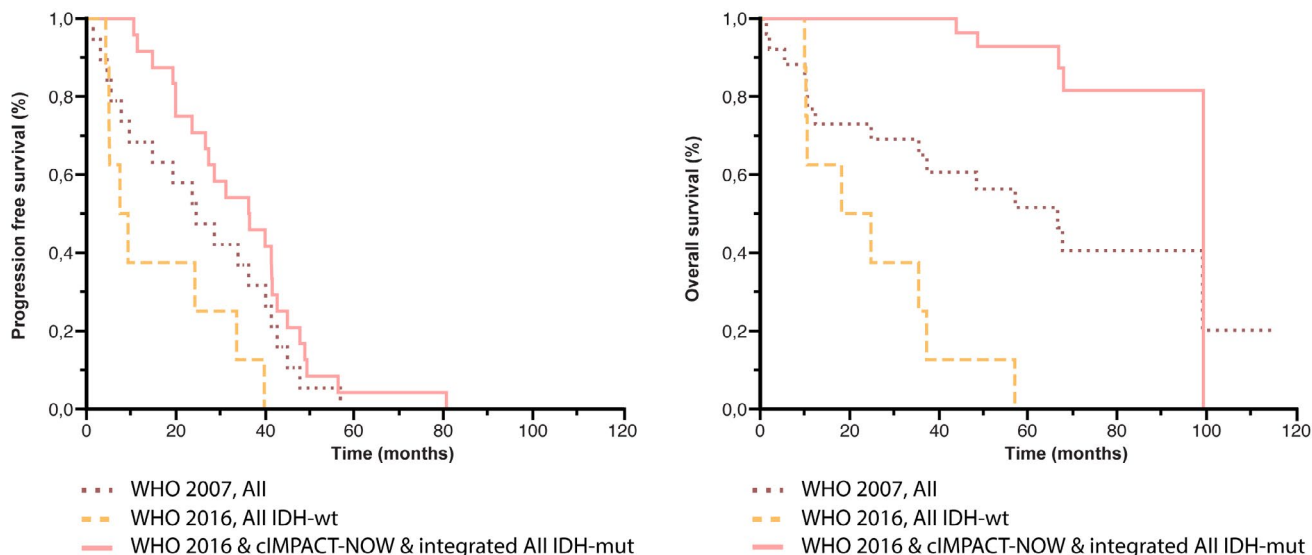 Progression free survival (%)
1,0
0,8
0,6
0,4
0,2
0,0
0 20 40 60 80 100 120
Time (months)
WHO 2007, AII
WHO 2016, AII IDH-wt
WHO 2016 & cIMPACT-NOW & integrated AII IDH-mut
Overall survival (%)
1,0
0,8
0,6
0,4
0,2
0,0
0 20 40 60 80 100 120
Time (months)
WHO 2007, AII
WHO 2016, AII IDH-wt
WHO 2016 & cIMPACT-NOW & integrated AII IDH-mut